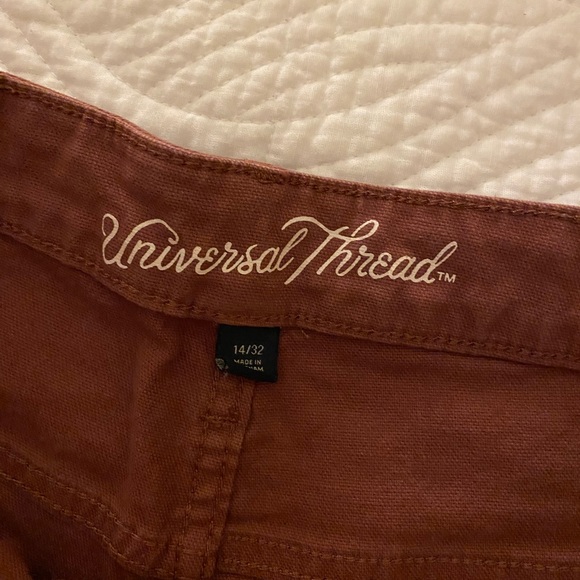 Universal Thread™
14/32
MADE IN